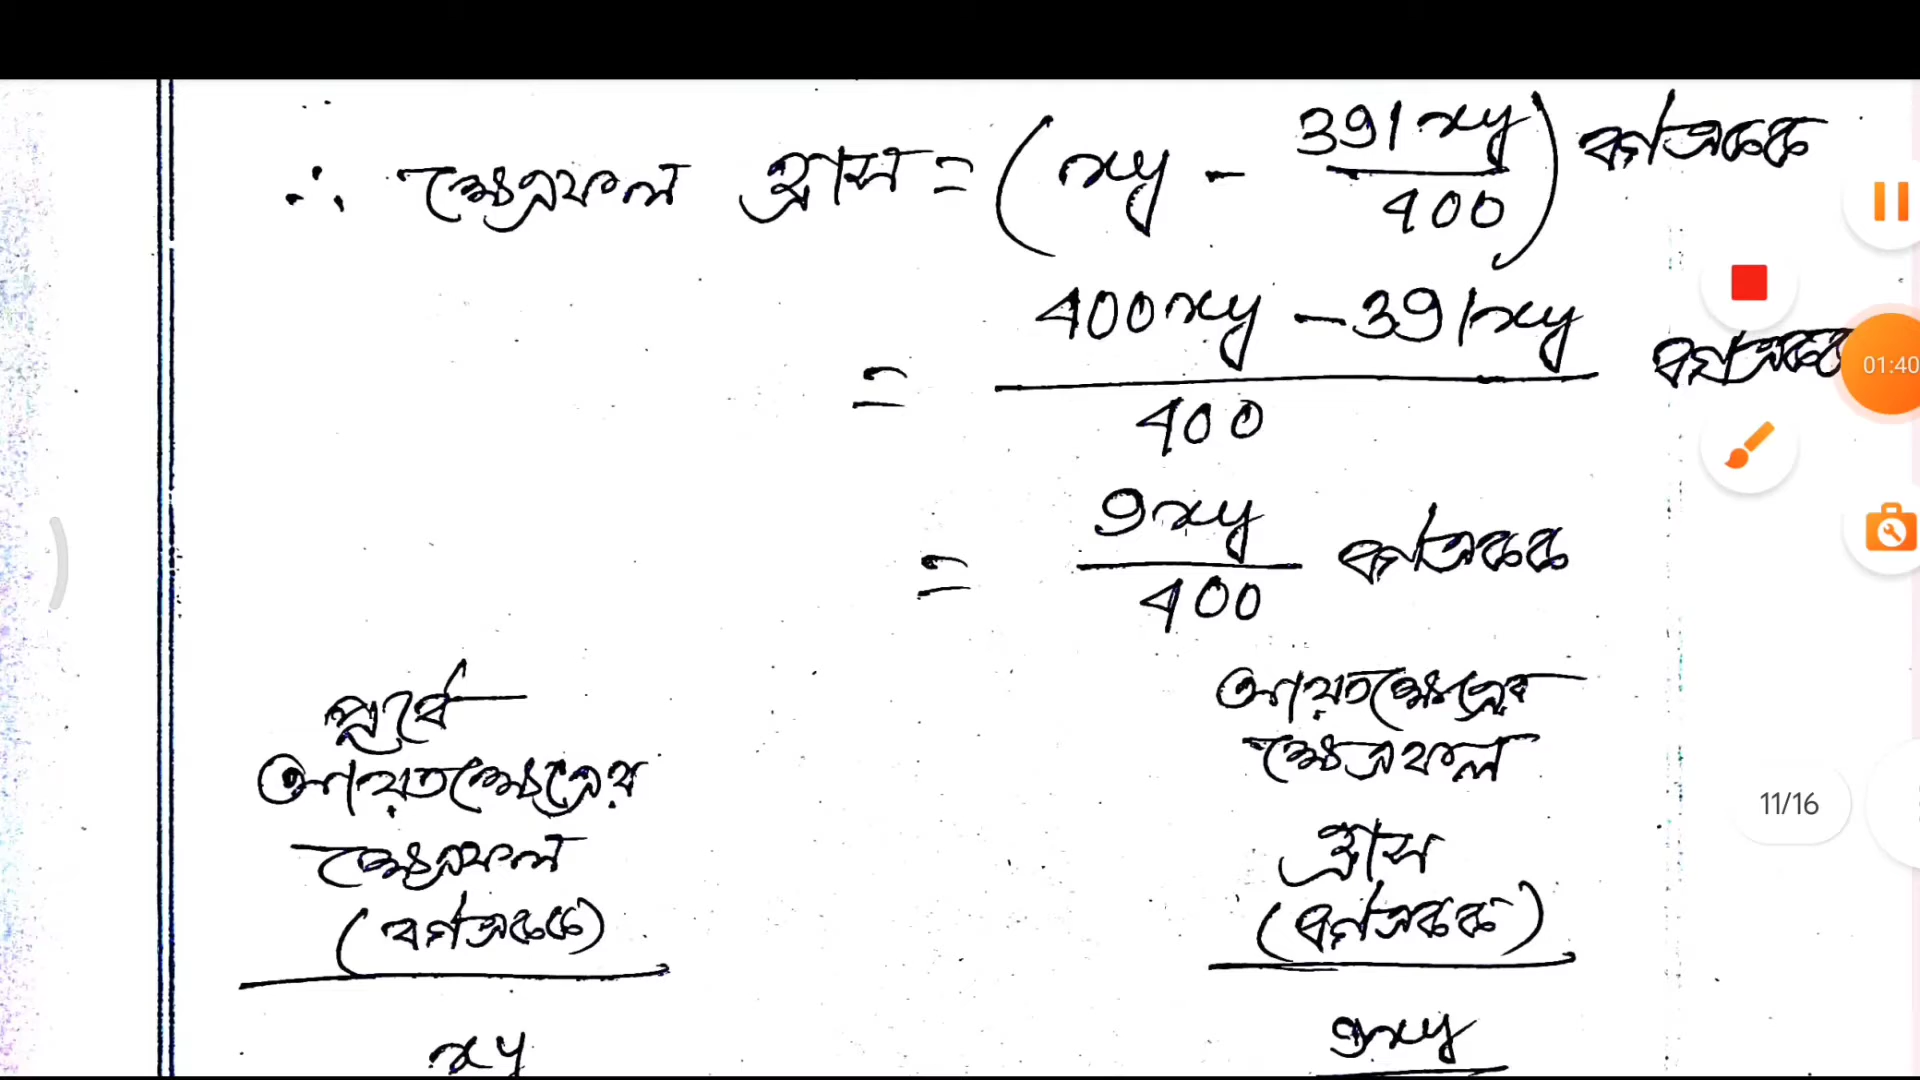 ∴ ক্ষেত্রফল হ্রাস = (xy - 391xy/400) বর্গএকক
= 400xy - 391xy / 400 বর্গএকক
01:40
= 9xy/400 বর্গএকক
পূর্বে
আয়তক্ষেত্রের
ক্ষেত্রফল
(বর্গএকক)
xy
আয়তক্ষেত্রের
ক্ষেত্রফল
হ্রাস
(বর্গএকক)
9xy
11/16